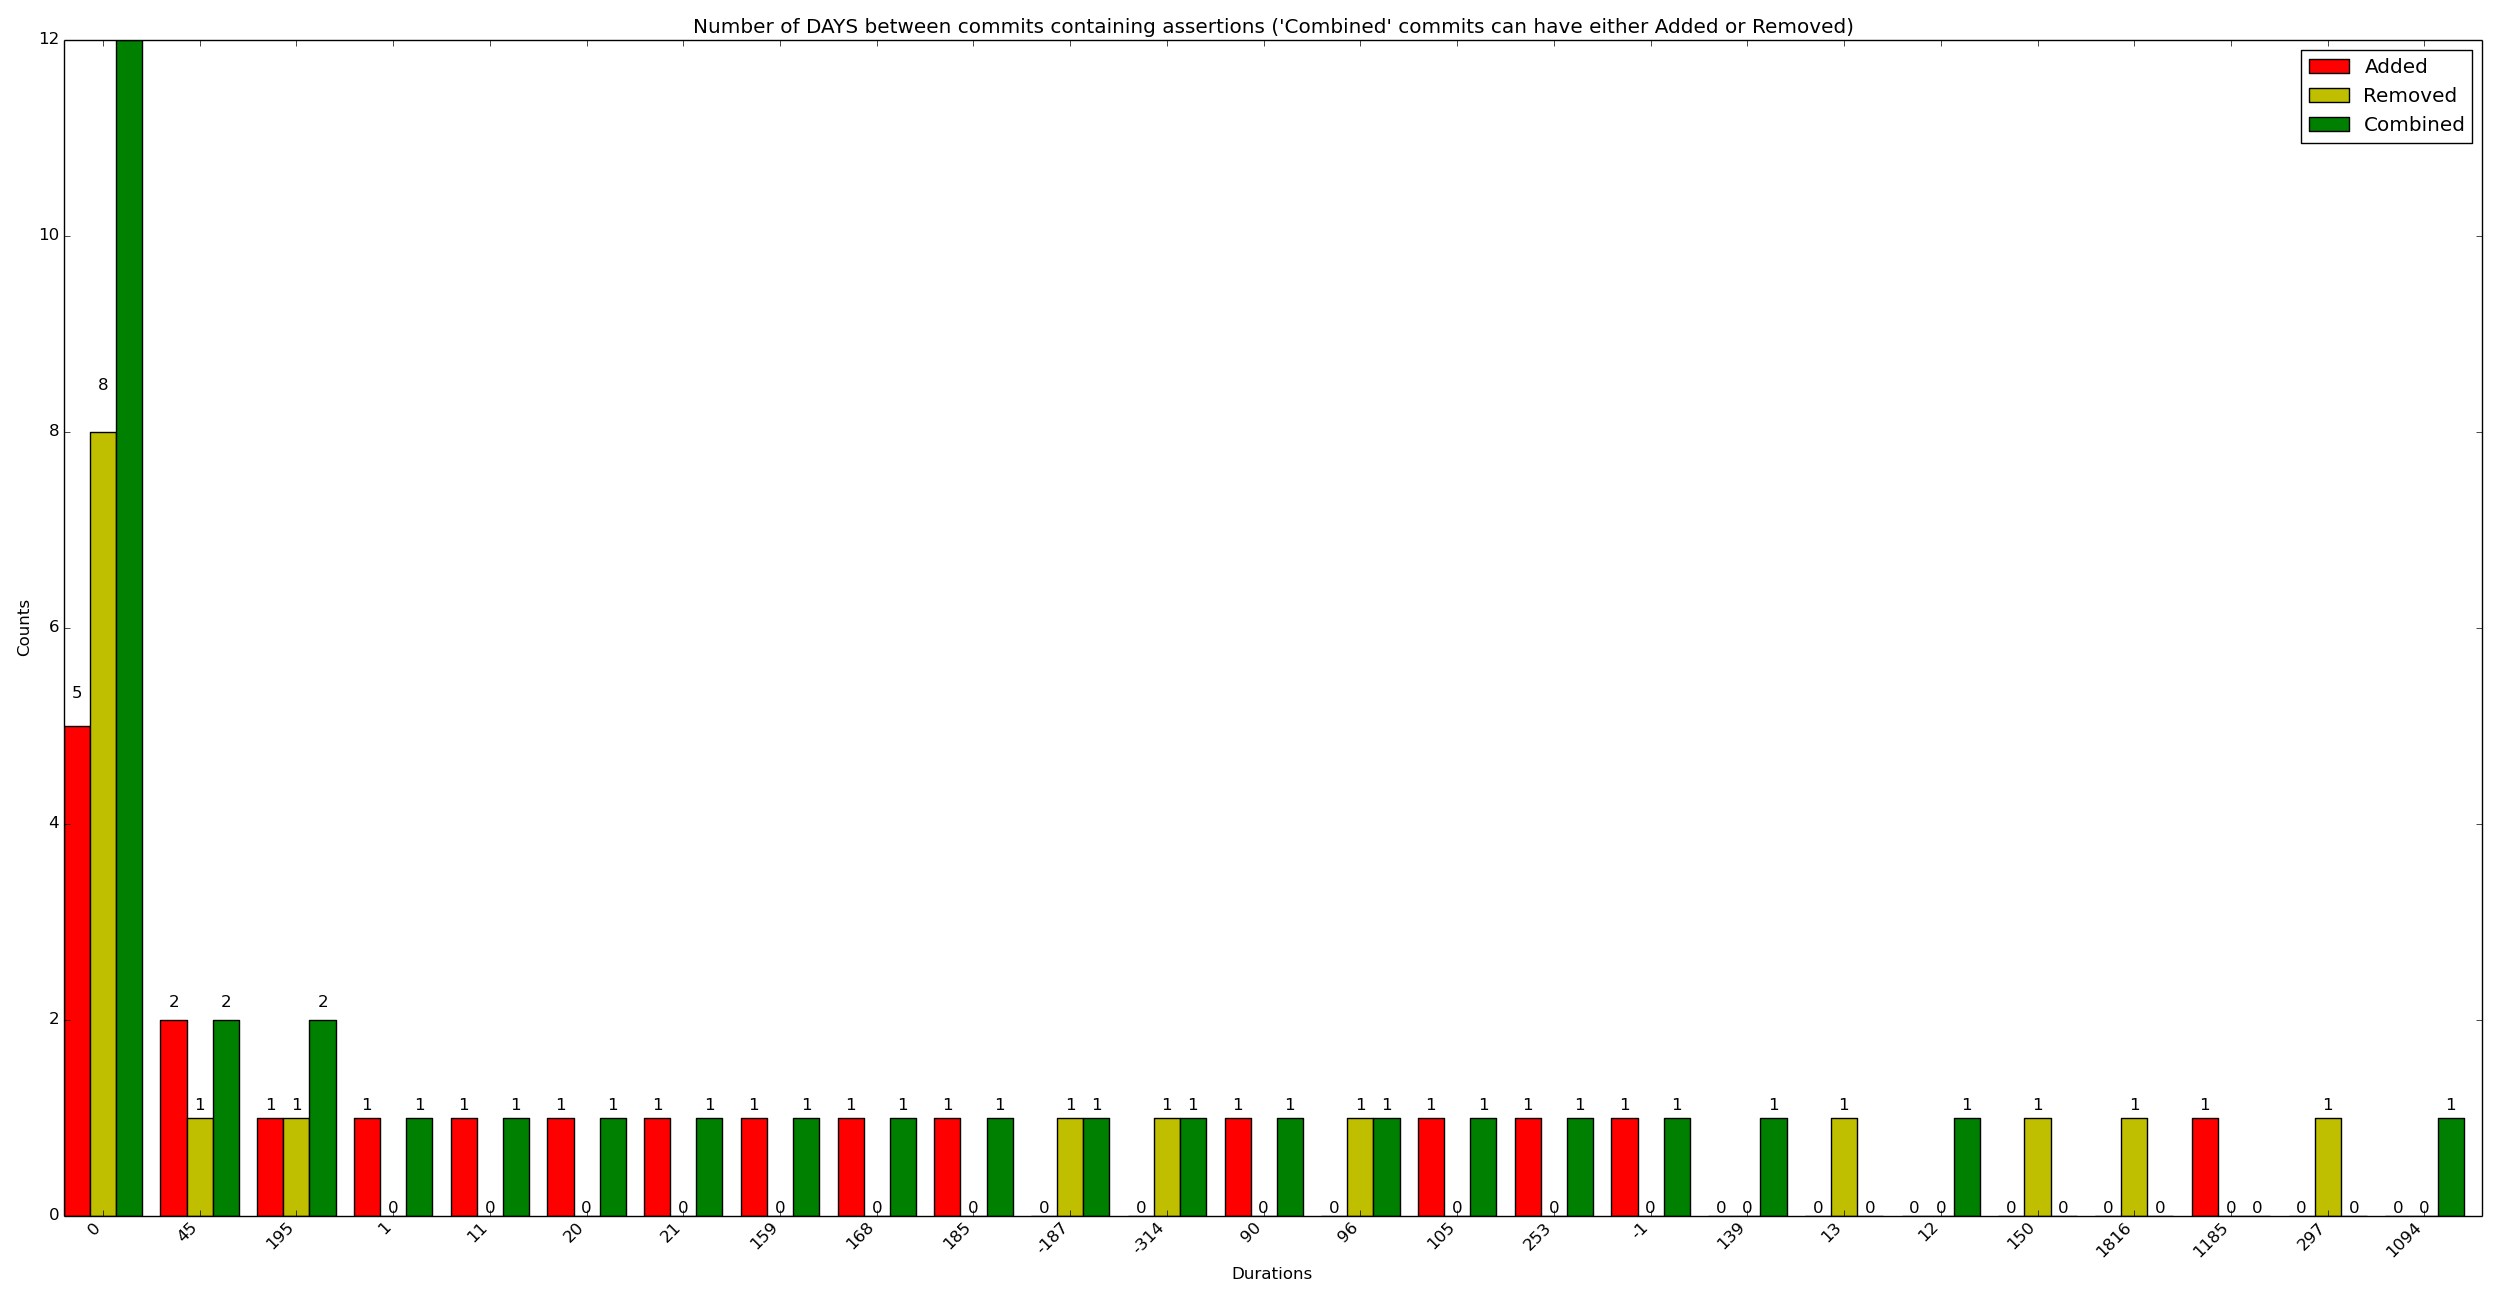 Number of DAYS between commits containing assertions ('Combined' commits can have either Added or Removed)
Added
Removed
Combined
12
10
8
6
4
2
0
Counts
5 8
2 1 2
1 1 2
1 0 1
1 0 1
1 0 1
1 0 1
1 0 1
1 0 1
1 0 1
0 1 1
0 1 1
1 0 1
0 1 1
1 0 1
1 0 1
1 0 1
0 0 1
0 1 0
0 0 1
0 1 0
0 1 0
1 0 0
0 1 0
0 0 1
0 45 195 1 11 20 21 159 168 185 -187 -314 90 96 105 253 -1 139 13 12 150 1816 1185 297 1094
Durations